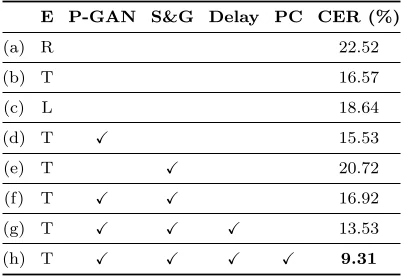 E P-GAN S&G Delay PC CER (%)
(a) R 22.52
(b) T 16.57
(c) L 18.64
(d) T ✓ 15.53
(e) T ✓ 20.72
(f) T ✓ ✓ 16.92
(g) T ✓ ✓ ✓ 13.53
(h) T ✓ ✓ ✓ ✓ 9.31